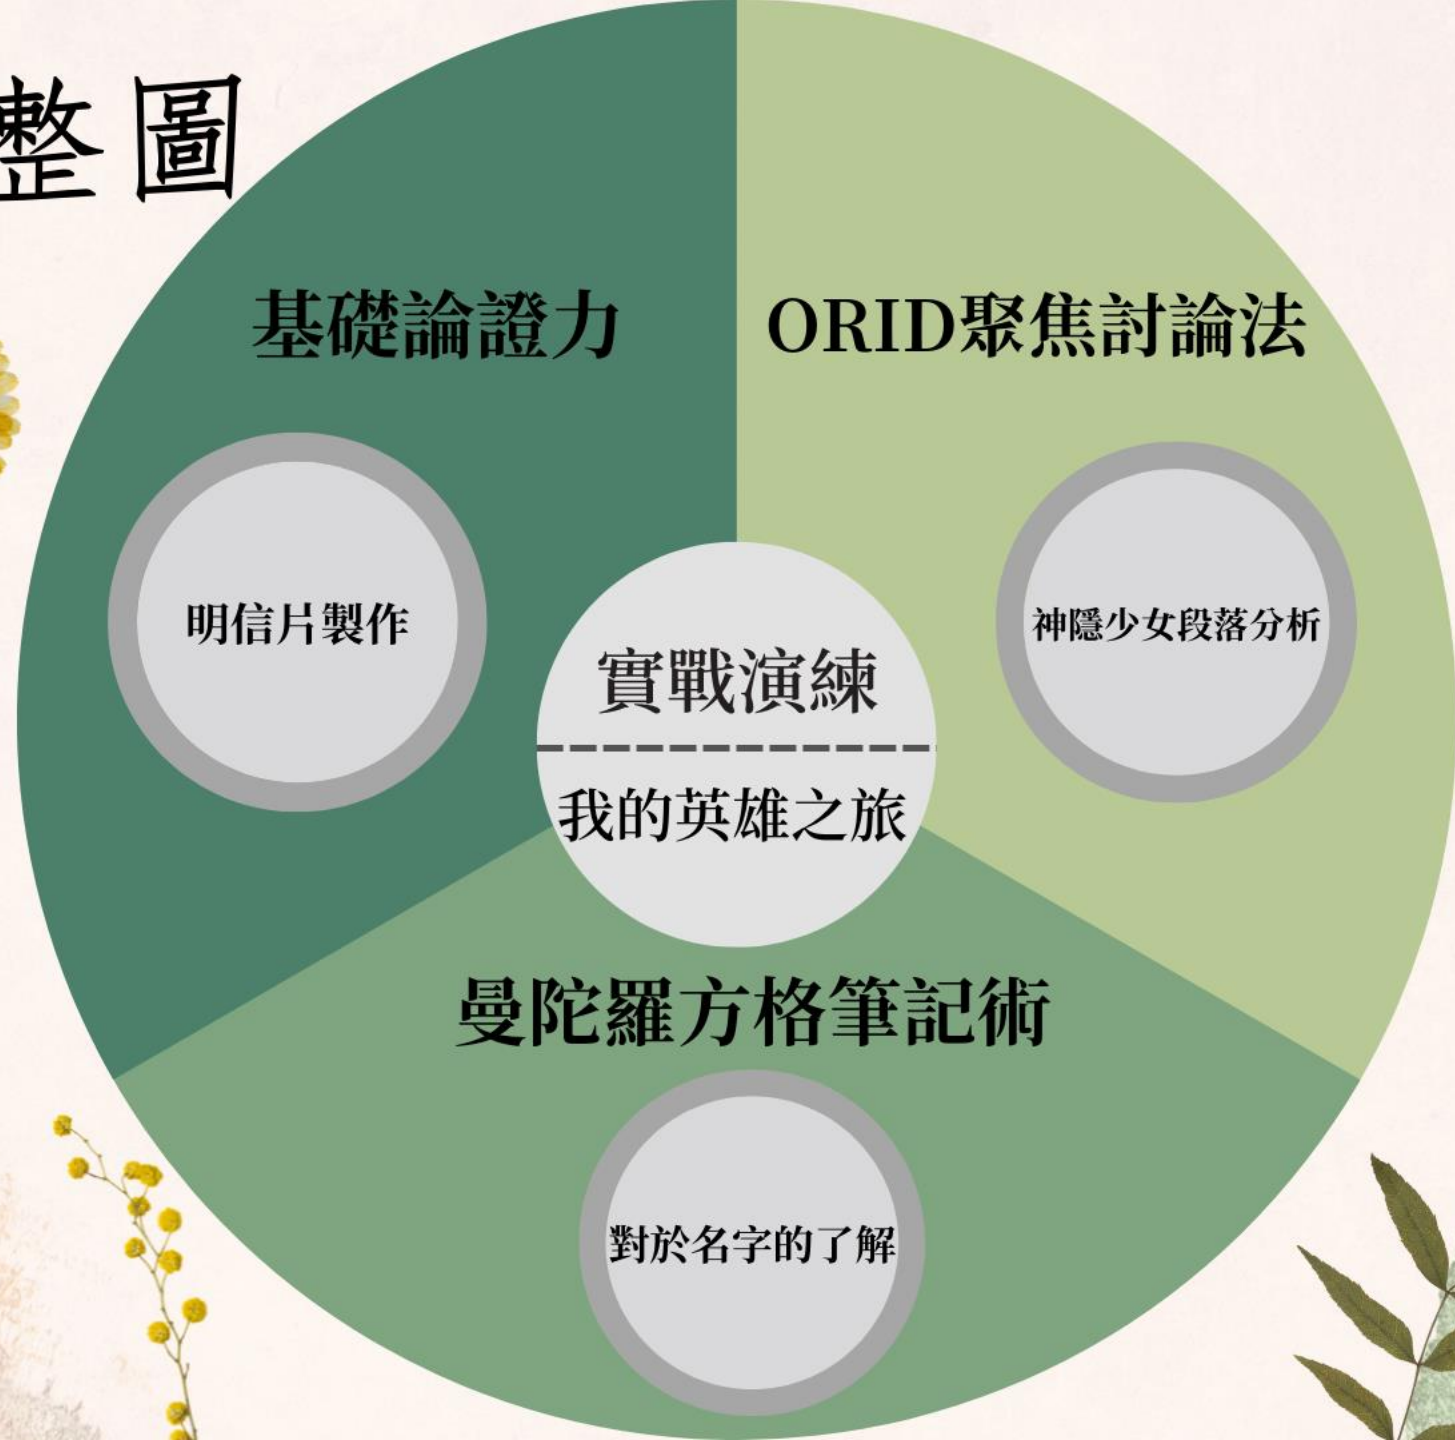 整圖
基礎論證力
ORID聚焦討論法
明信片製作
神隱少女段落分析
實戰演練
我的英雄之旅
曼陀羅方格筆記術
對於名字的了解